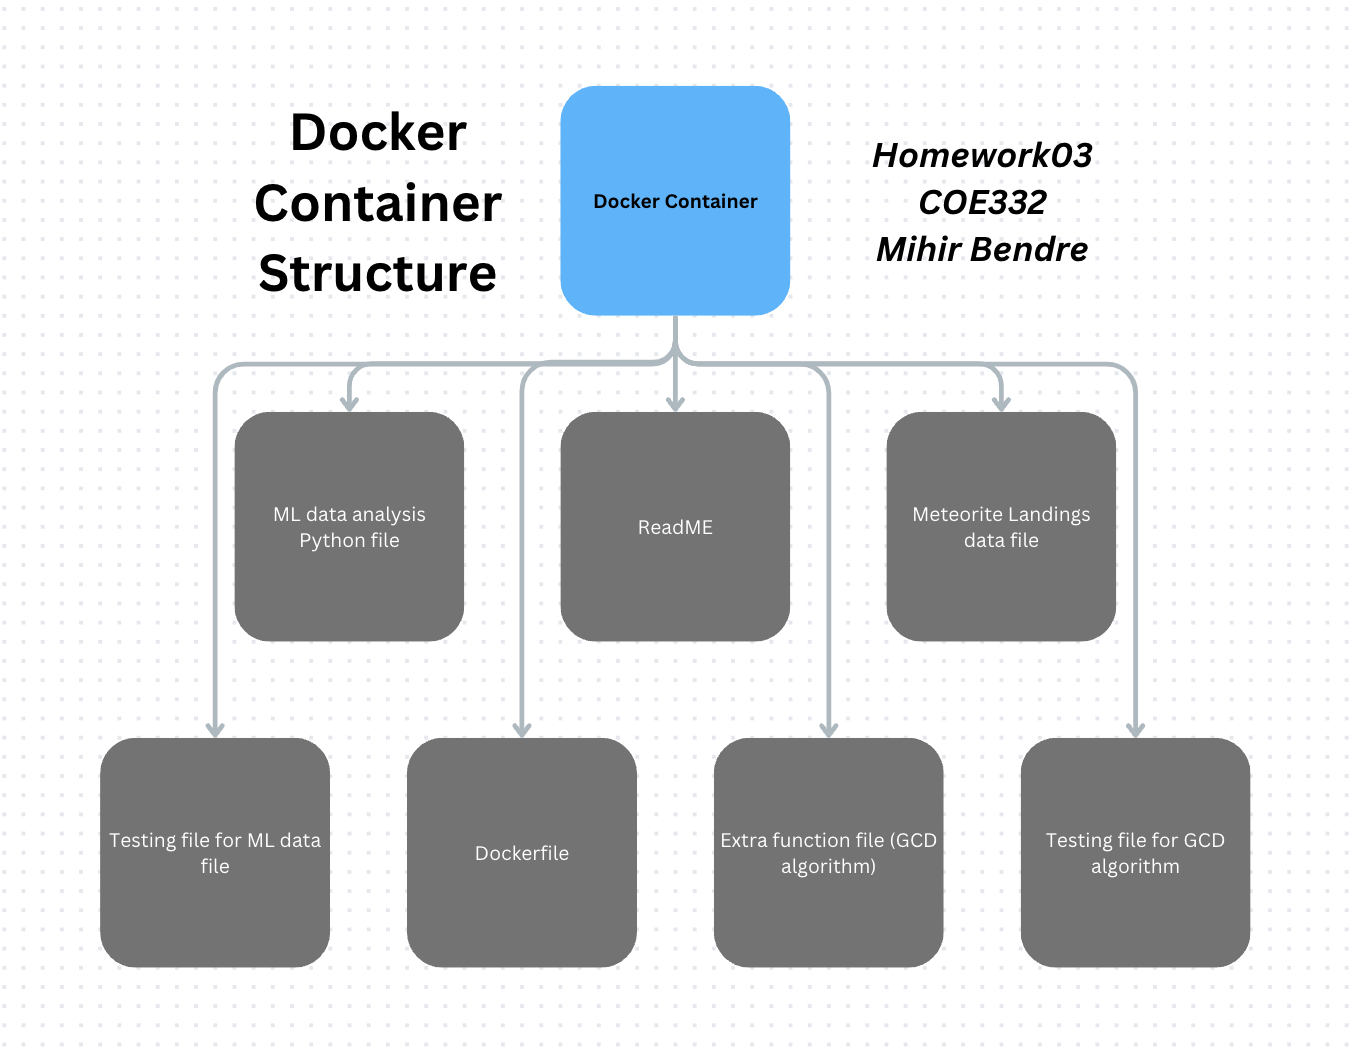 Docker
Container
Structure
Docker Container
Homework03
COE332
Mihir Bendre
ML data analysis
Python file
ReadME
Meteorite Landings
data file
Testing file for ML data
file
Dockerfile
Extra function file (GCD
algorithm)
Testing file for GCD
algorithm